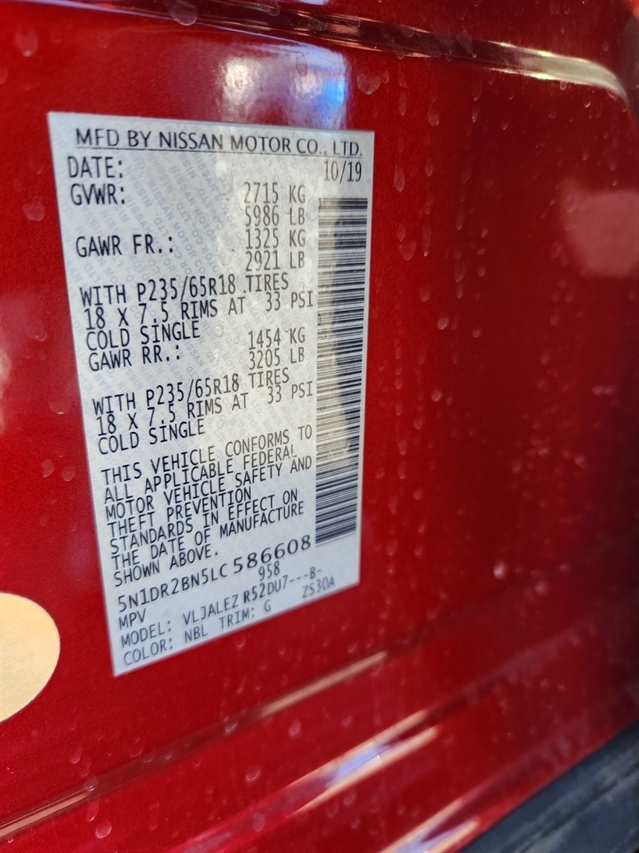 MFD BY NISSAN MOTOR CO., LTD.
DATE: 10/19
GVWR: 2715 KG
5986 LB
GAWR FR.: 1325 KG
2921 LB
WITH P235/65R18 TIRES
18 X 7.5 RIMS AT 33 PSI
COLD SINGLE
GAWR RR.: 1454 KG
3205 LB
WITH P235/65R18 TIRES
18 X 7.5 RIMS AT 33 PSI
COLD SINGLE
THIS VEHICLE CONFORMS TO
ALL APPLICABLE FEDERAL
MOTOR VEHICLE SAFETY AND
THEFT PREVENTION
STANDARDS IN EFFECT ON
THE DATE OF MANUFACTURE
SHOWN ABOVE.
5N1DR2BN5LC586608
MPV 958
MODEL: VLJALEZ R52DU7---B-
COLOR: NBL TRIM: G ZS30A